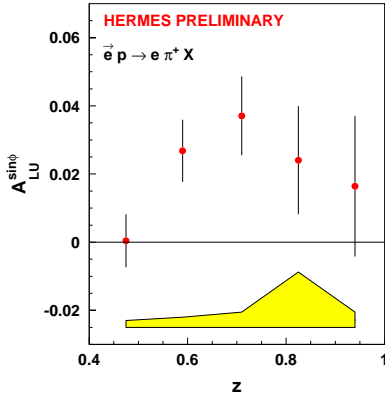 HERMES PRELIMINARY
e⃗ p → e π⁺ X
A_LU^sinϕ
0.06
0.04
0.02
0
-0.02
0.4
0.6
0.8
1
z